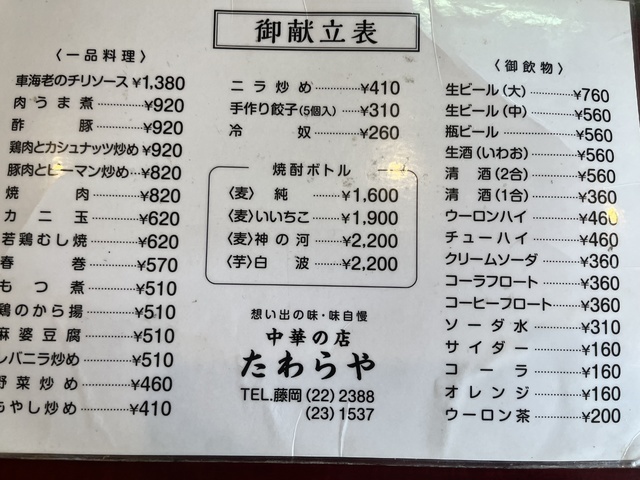 御献立表
〈一品料理〉
車海老のチリソース ¥1,380
肉うま煮 ¥920
酢豚 ¥920
鶏肉とカシュナッツ炒め ¥920
豚肉とピーマン炒め ¥820
焼肉 ¥820
カニ玉 ¥620
若鶏むし焼 ¥620
春巻 ¥570
もつ煮 ¥510
鶏のから揚 ¥510
麻婆豆腐 ¥510
レバニラ炒め ¥510
野菜炒め ¥460
もやし炒め ¥410
ニラ炒め ¥410
手作り餃子(5個入) ¥310
冷奴 ¥260
焼酎ボトル
〈麦〉純 ¥1,600
〈麦〉いいちこ ¥1,900
〈麦〉神の河 ¥2,200
〈芋〉白波 ¥2,200
想い出の味・味自慢
中華の店
たわらや
TEL.藤岡(22)2388
(23)1537
〈御飲物〉
生ビール(大) ¥760
生ビール(中) ¥560
瓶ビール ¥560
生酒(いわお) ¥560
清酒(2合) ¥560
清酒(1合) ¥360
ウーロンハイ ¥460
チューハイ ¥460
クリームソーダ ¥360
コーラフロート ¥360
コーヒーフロート ¥360
ソーダ水 ¥310
サイダー ¥160
コーラ ¥160
オレンジ ¥160
ウーロン茶 ¥200